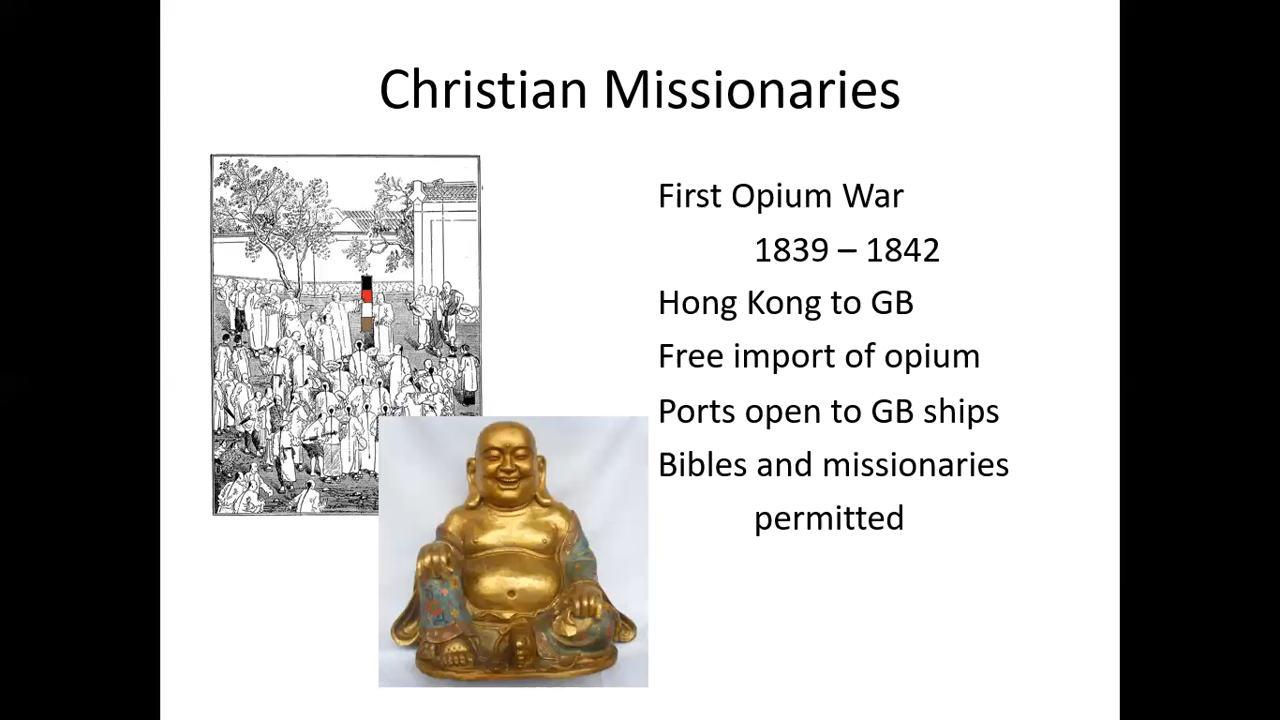 Christian Missionaries
First Opium War
1839 – 1842
Hong Kong to GB
Free import of opium
Ports open to GB ships
Bibles and missionaries
permitted